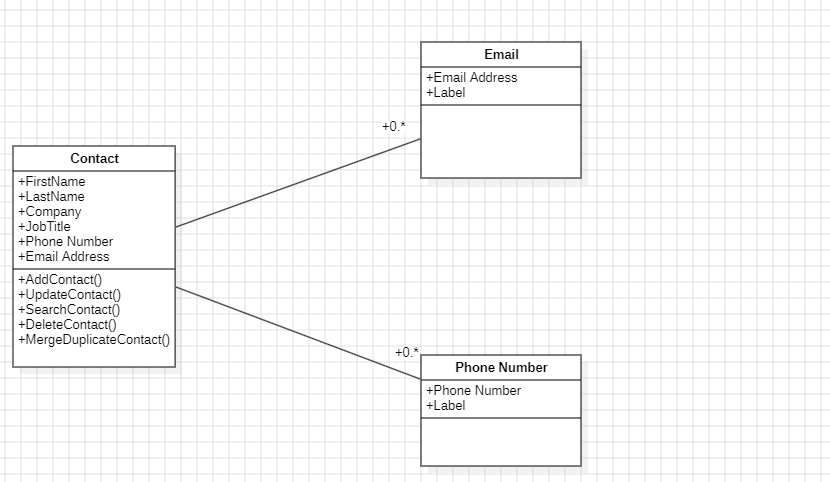 Contact
+FirstName
+LastName
+Company
+JobTitle
+Phone Number
+Email Address
+AddContact()
+UpdateContact()
+SearchContact()
+DeleteContact()
+MergeDuplicateContact()
+0.*
Email
+Email Address
+Label
+0.*
Phone Number
+Phone Number
+Label